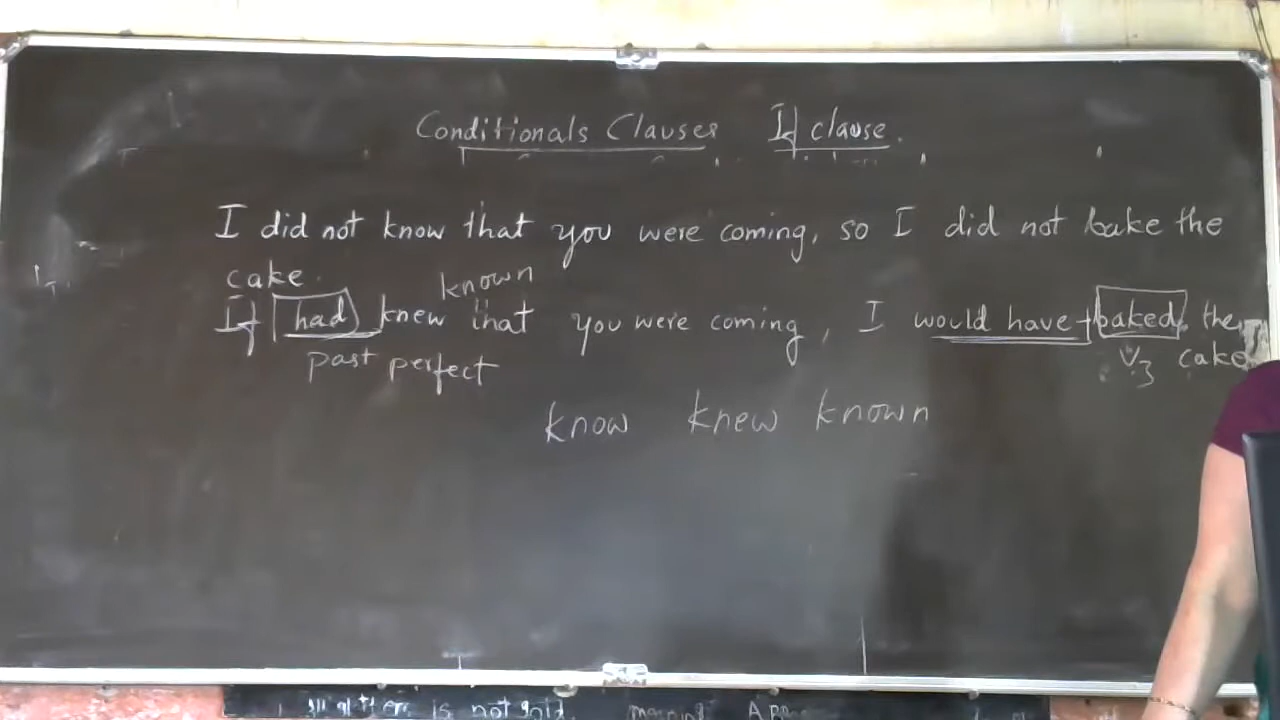 Conditionals Clauses If clause.
I did not know that you were coming, so I did not bake the
cake.
known
If had knew that you were coming, I would have + baked the
past perfect V3 cake
know knew known
glitters is not gold.